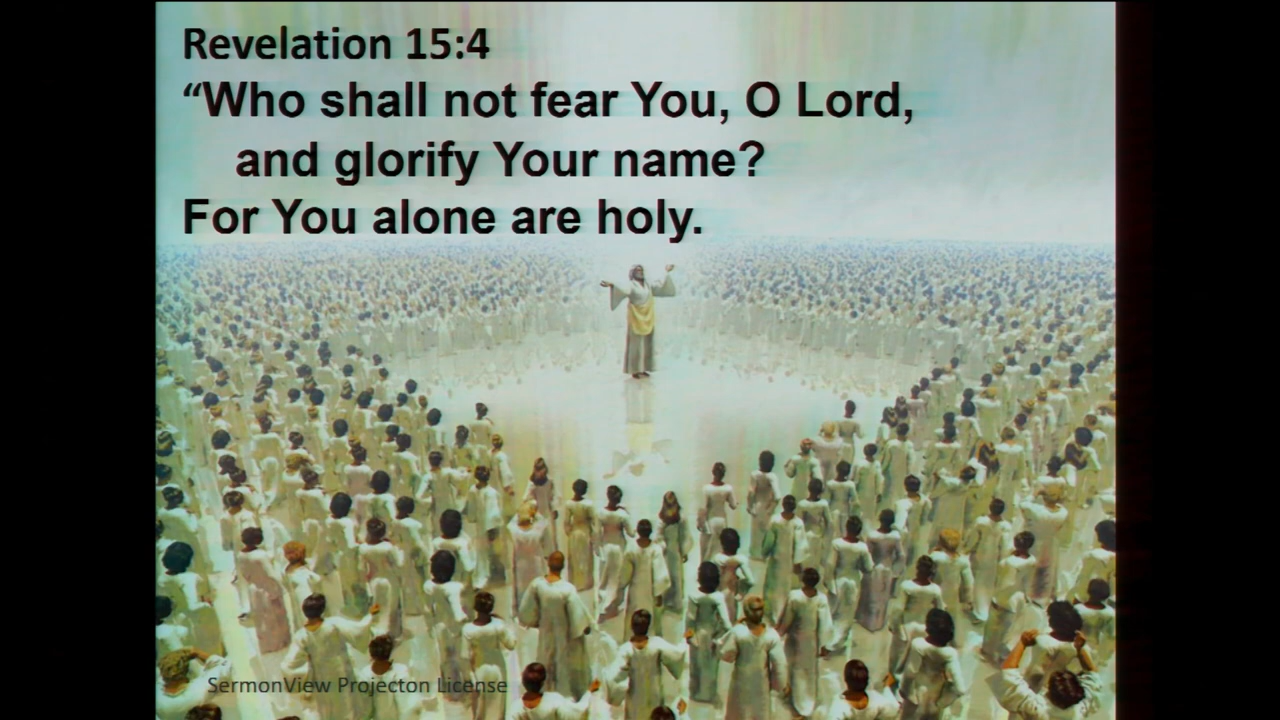 Revelation 15:4
“Who shall not fear You, O Lord,
and glorify Your name?
For You alone are holy.
SermonView Projecton License